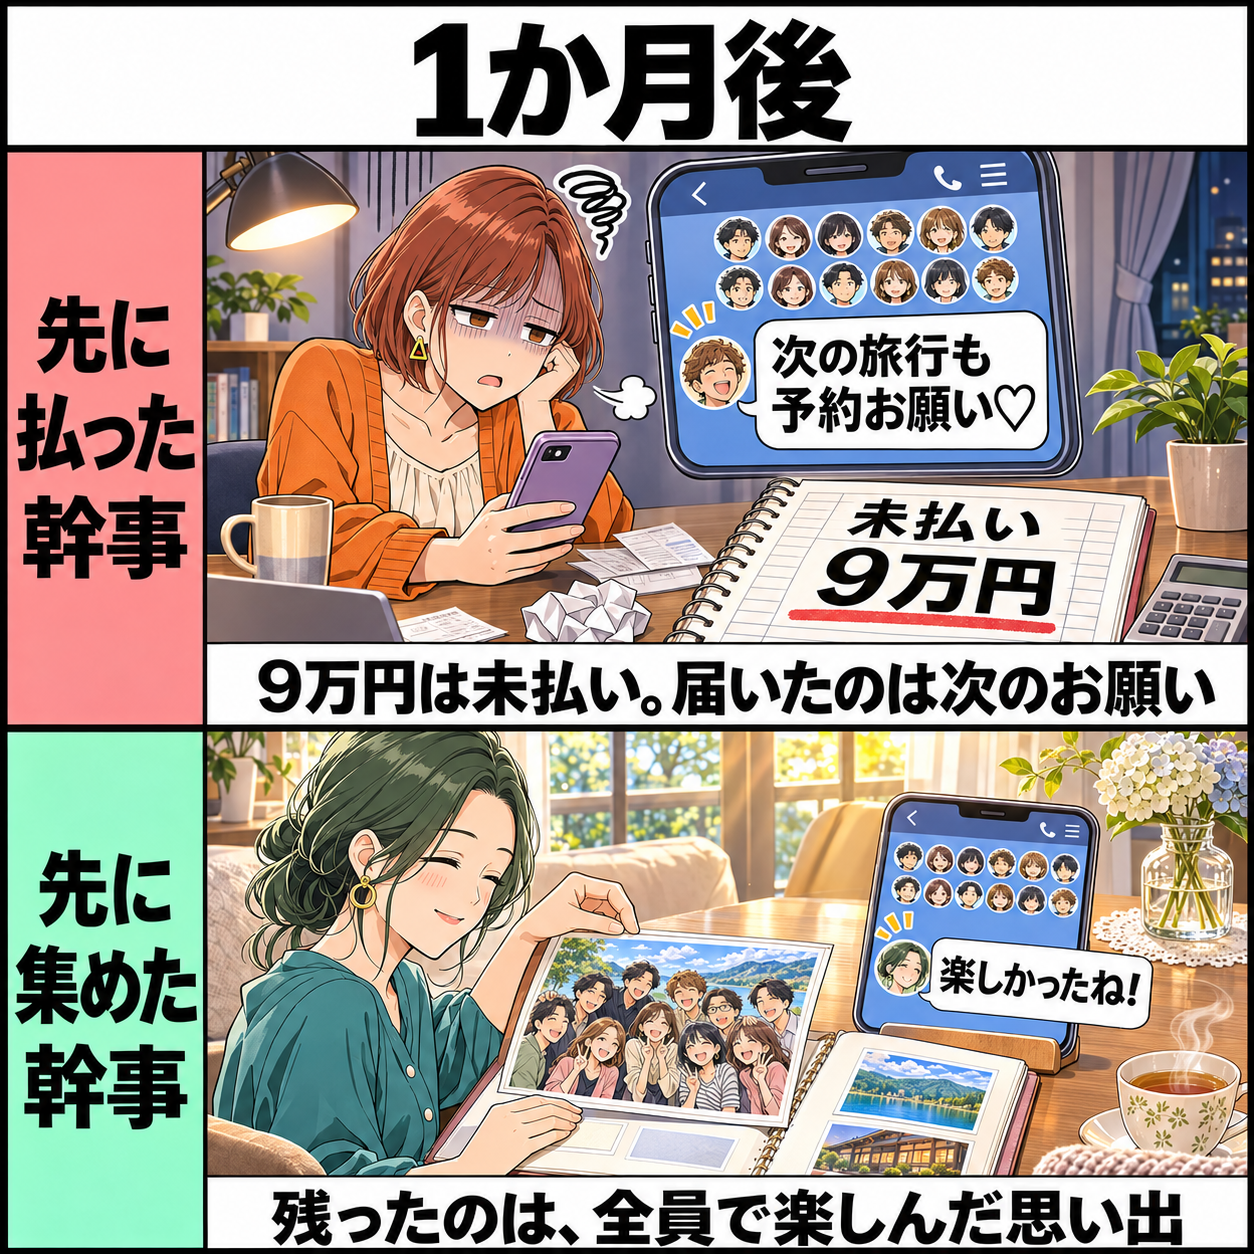 1か月後
先に
払った
幹事
次の旅行も
予約お願い♡
未払い
9万円
9万円は未払い。届いたのは次のお願い
先に
集めた
幹事
楽しかったね!
残ったのは、全員で楽しんだ思い出